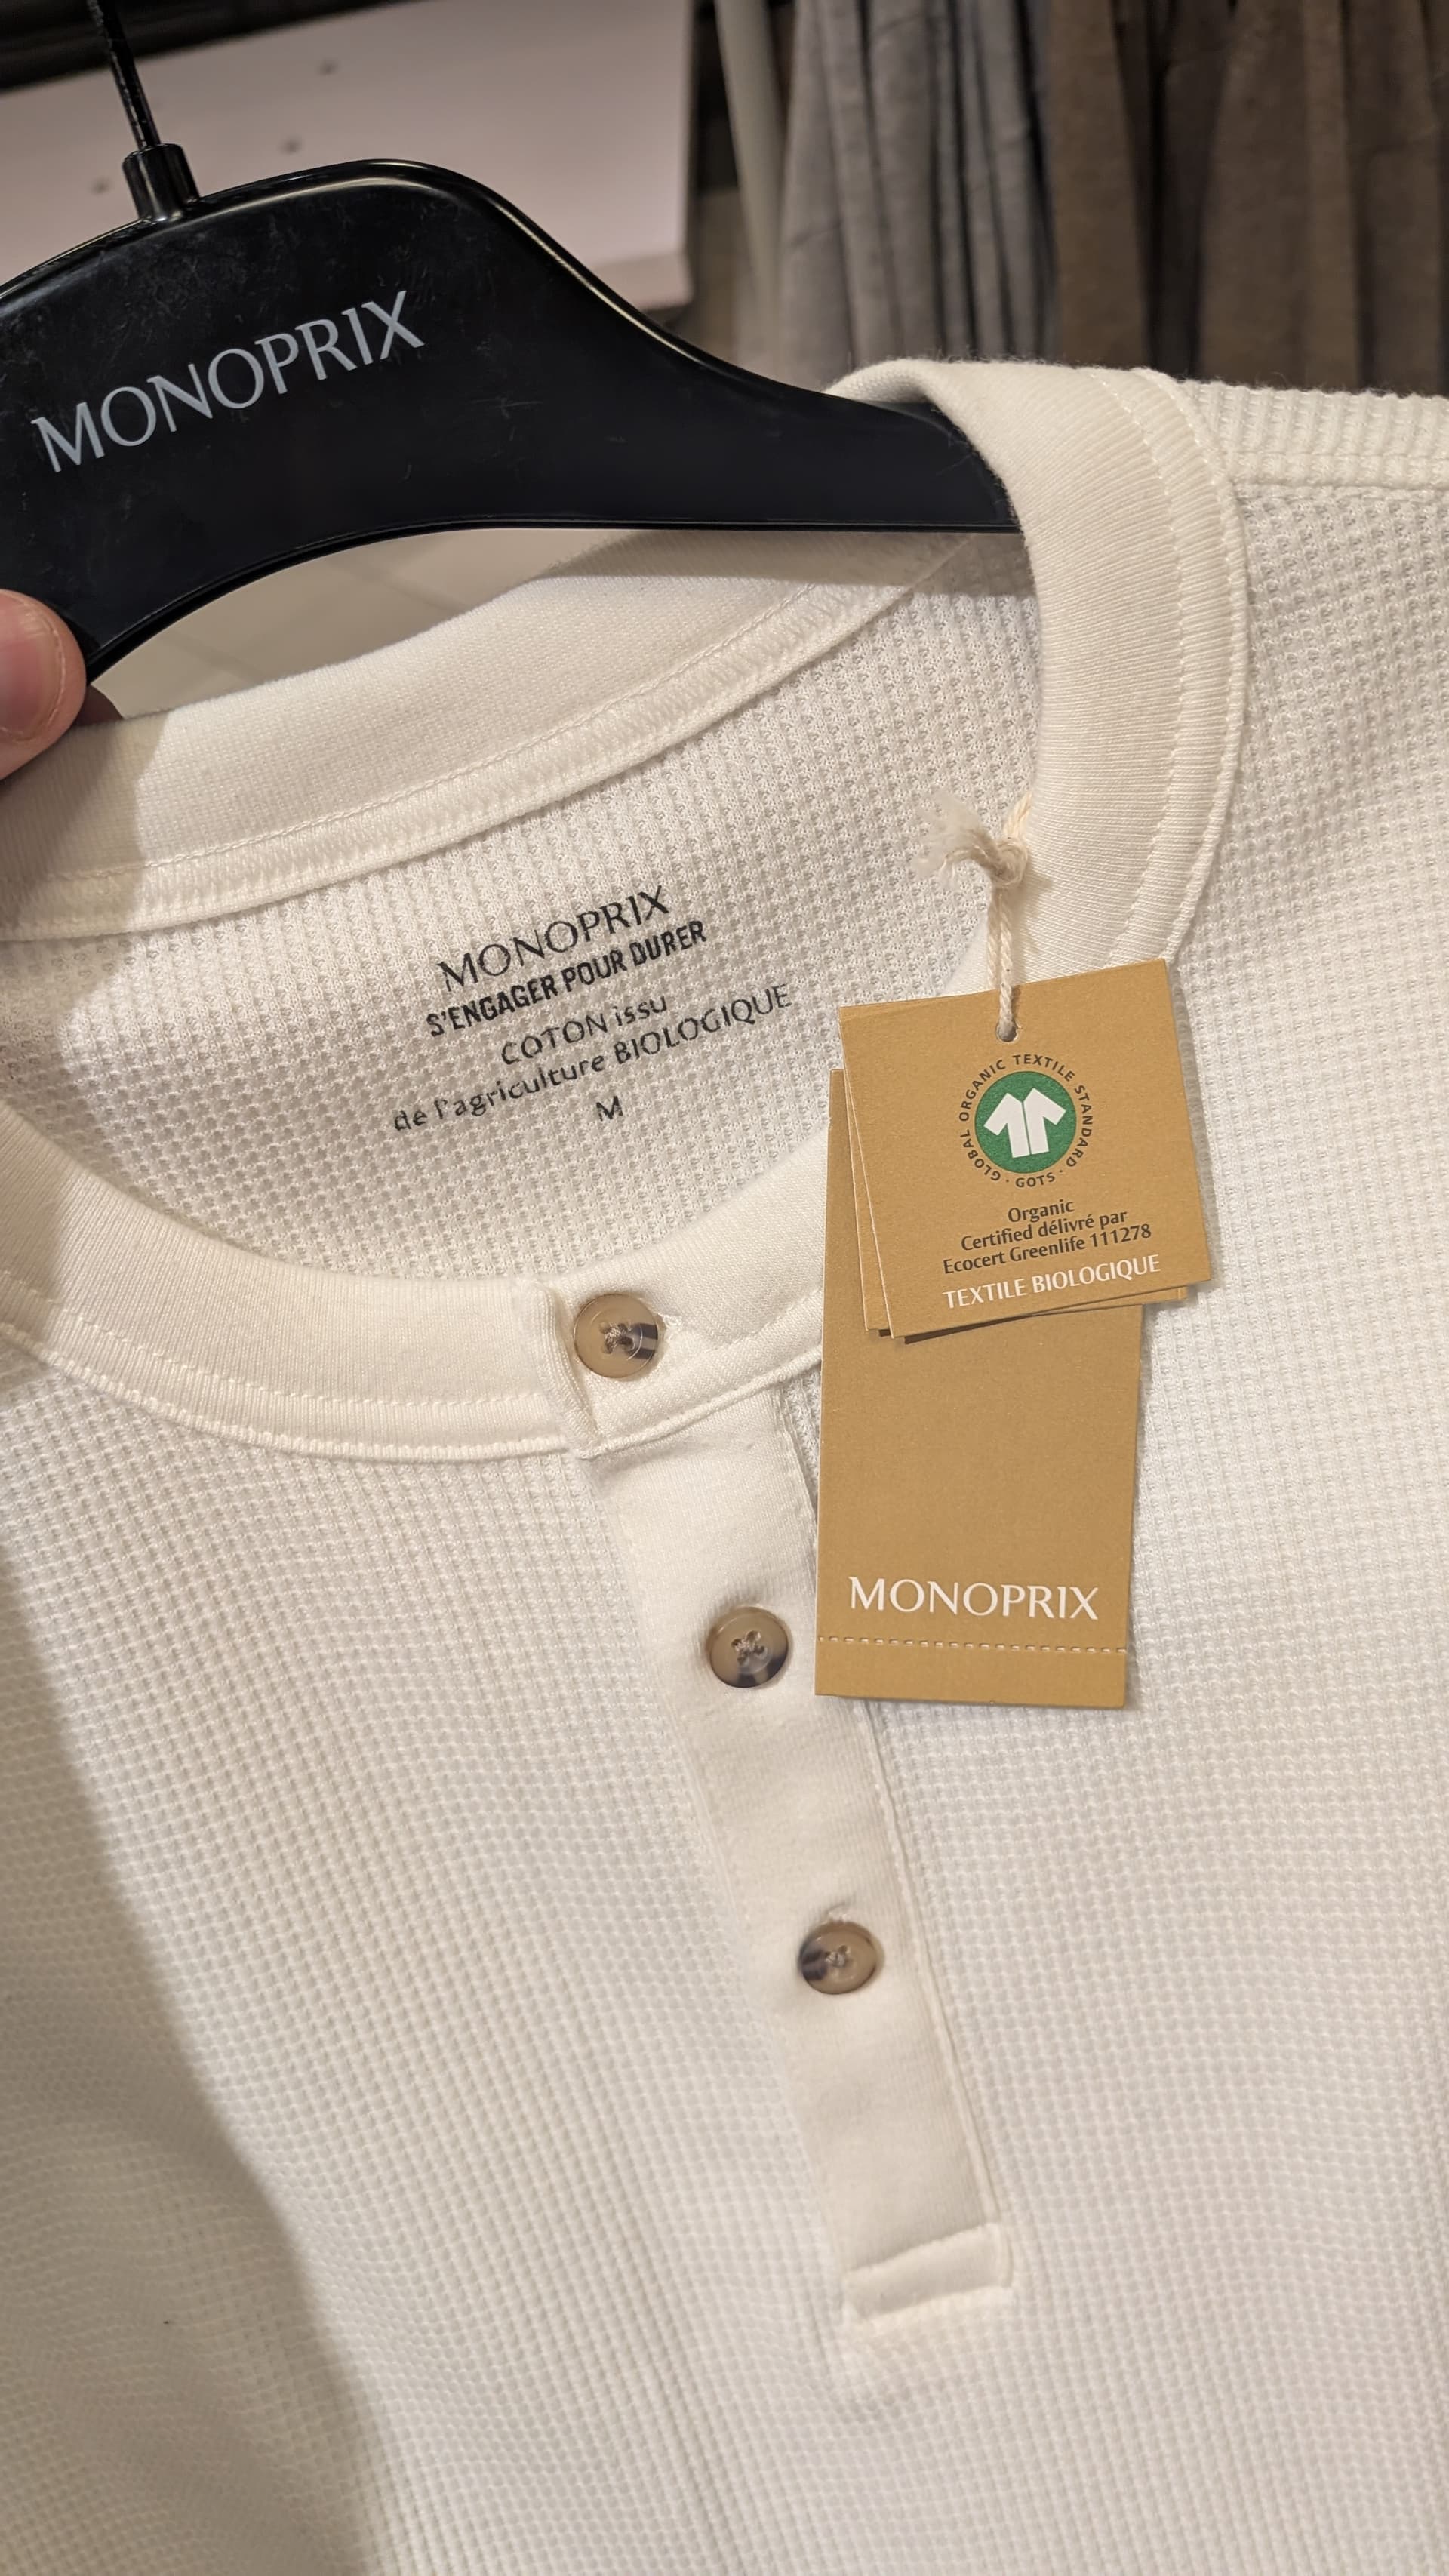 MONOPRIX
MONOPRIX
S'ENGAGER POUR DURER
COTON issu
de l'agriculture BIOLOGIQUE
M
GLOBAL ORGANIC TEXTILE STANDARD · GOTS ·
Organic
Certified délivré par
Ecocert Greenlife 111278
TEXTILE BIOLOGIQUE
MONOPRIX